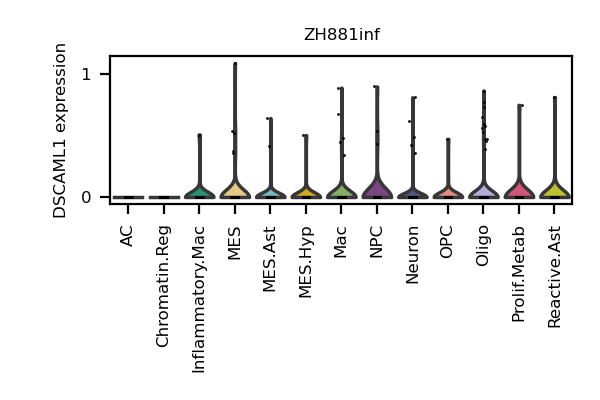 ZH881inf
DSCAML1 expression
1
0
AC
Chromatin.Reg
Inflammatory.Mac
MES
MES.Ast
MES.Hyp
Mac
NPC
Neuron
OPC
Oligo
Prolif.Metab
Reactive.Ast